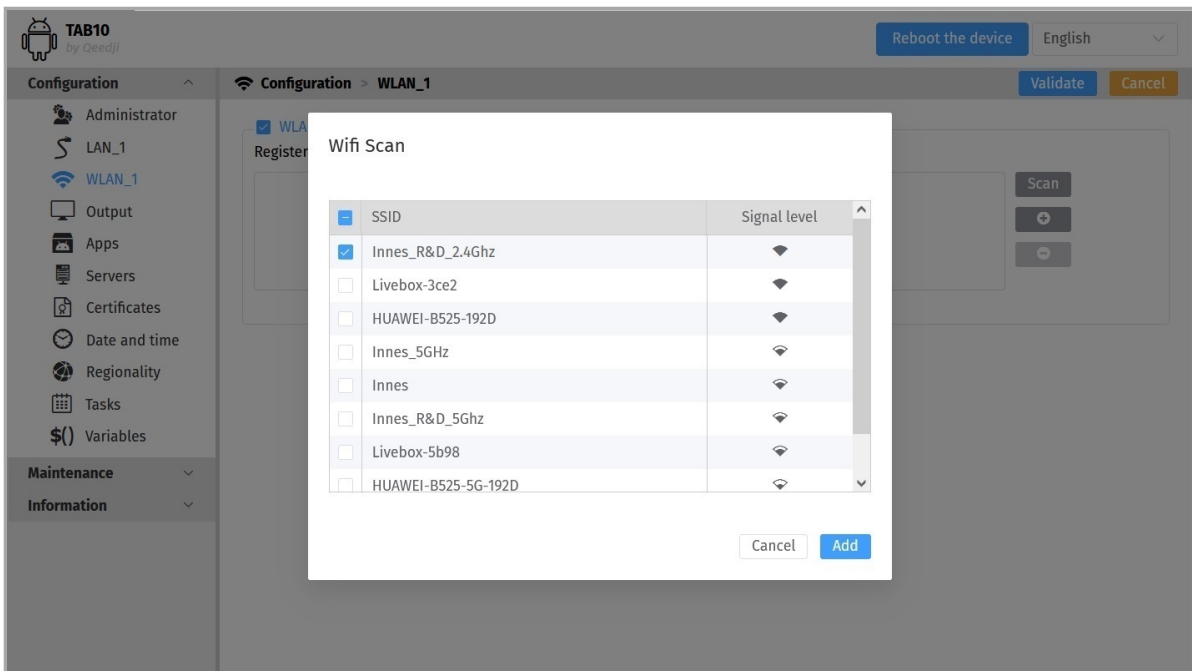 TAB10
by Qeedji
Reboot the device
English
Configuration
Configuration > WLAN_1
Validate
Cancel
Administrator
LAN_1
WLAN_1
Output
Apps
Servers
Certificates
Date and time
Regionality
Tasks
$() Variables
Maintenance
Information
WLA
Register
Scan
Wifi Scan
SSID Signal level
Innes_R&D_2.4Ghz
Livebox-3ce2
HUAWEI-B525-192D
Innes_5GHz
Innes
Innes_R&D_5Ghz
Livebox-5b98
HUAWEI-B525-5G-192D
Cancel
Add